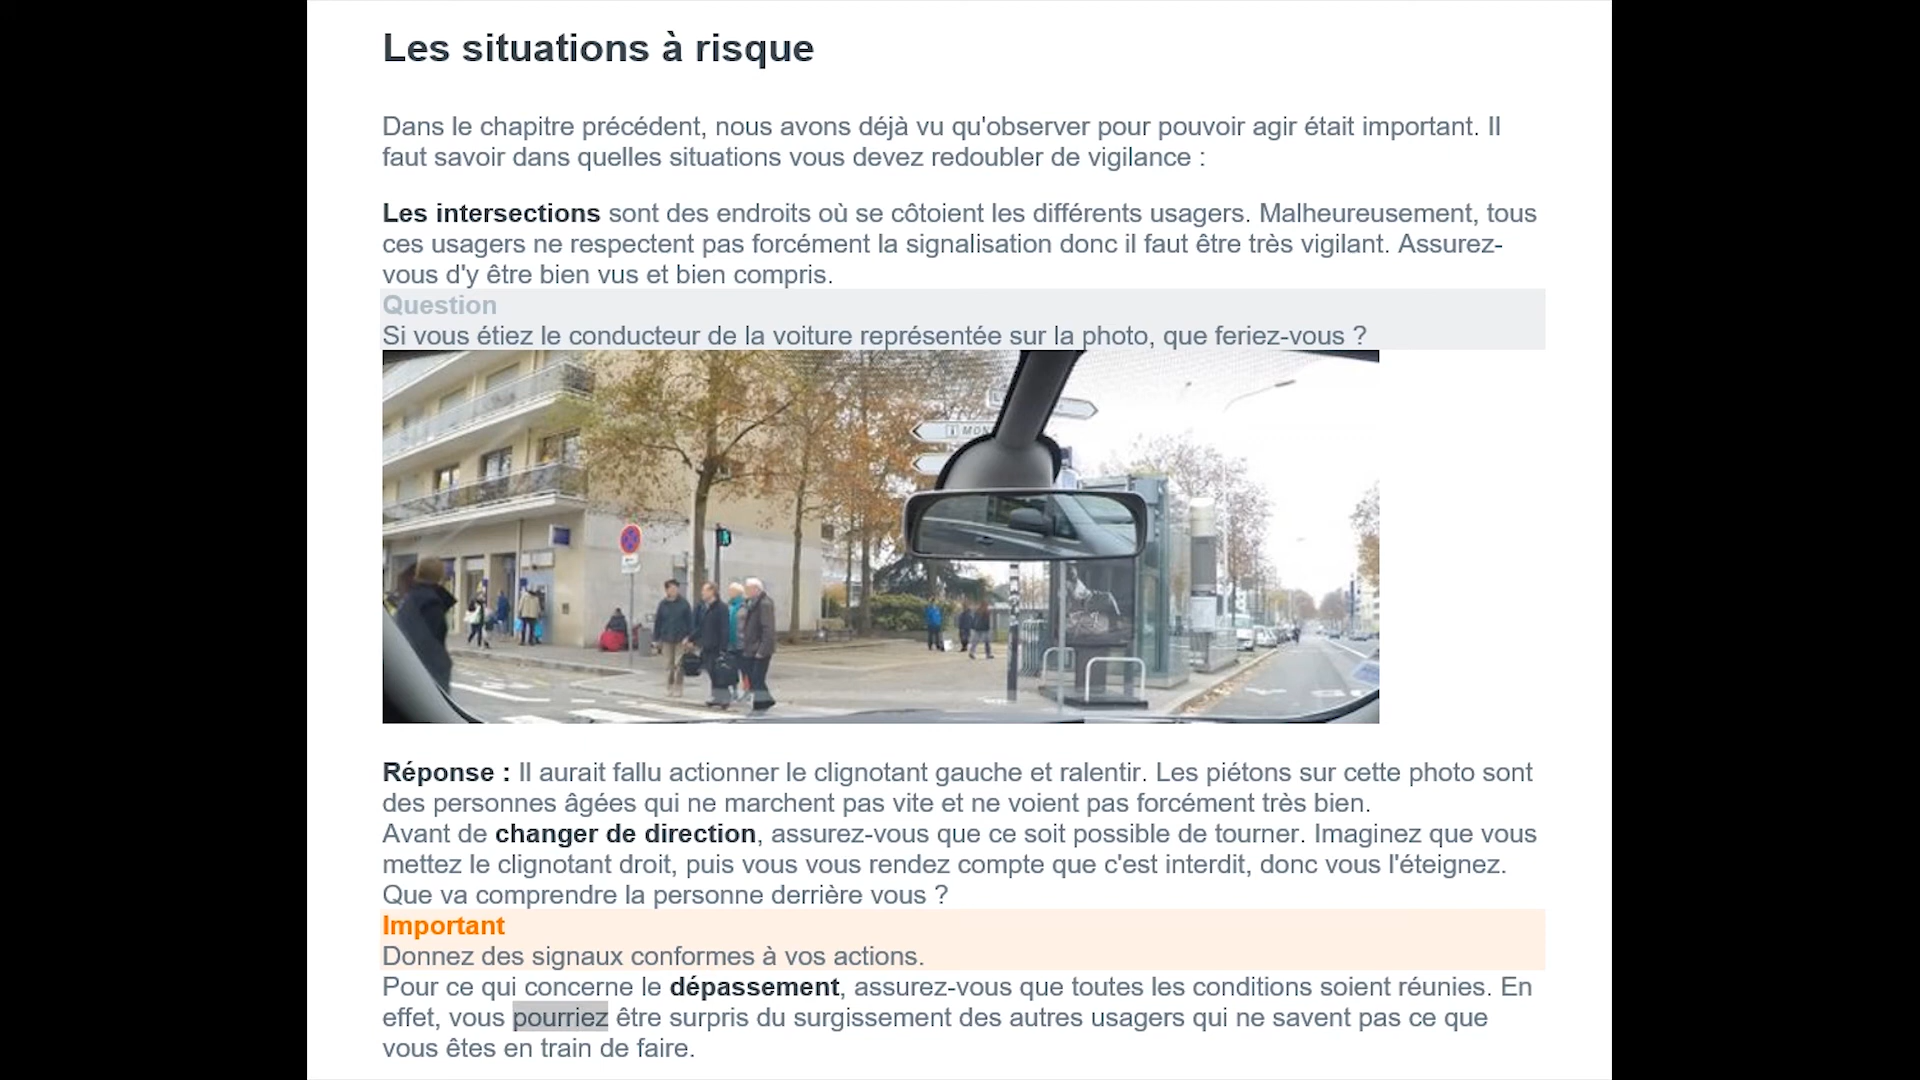 Les situations à risque
Dans le chapitre précédent, nous avons déjà vu qu'observer pour pouvoir agir était important. Il
faut savoir dans quelles situations vous devez redoubler de vigilance :
Les intersections sont des endroits où se côtoient les différents usagers. Malheureusement, tous
ces usagers ne respectent pas forcément la signalisation donc il faut être très vigilant. Assurez-
vous d'y être bien vus et bien compris.
Question
Si vous étiez le conducteur de la voiture représentée sur la photo, que feriez-vous ?
i MON
Réponse : Il aurait fallu actionner le clignotant gauche et ralentir. Les piétons sur cette photo sont
des personnes âgées qui ne marchent pas vite et ne voient pas forcément très bien.
Avant de changer de direction, assurez-vous que ce soit possible de tourner. Imaginez que vous
mettez le clignotant droit, puis vous vous rendez compte que c'est interdit, donc vous l'éteignez.
Que va comprendre la personne derrière vous ?
Important
Donnez des signaux conformes à vos actions.
Pour ce qui concerne le dépassement, assurez-vous que toutes les conditions soient réunies. En
effet, vous pourriez être surpris du surgissement des autres usagers qui ne savent pas ce que
vous êtes en train de faire.